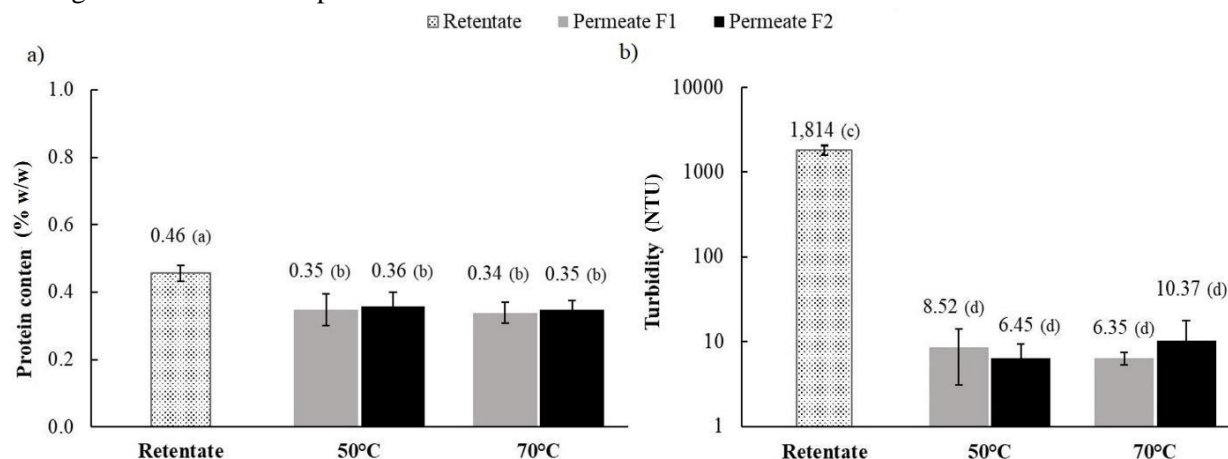 Retentate Permeate F1 Permeate F2
a)
1.0
0.8
0.6
0.4
0.2
0.0
Protein conten (% w/w)
0.46 (a)
0.35 (b) 0.36 (b) 0.34 (b) 0.35 (b)
Retentate 50°C 70°C
b)
10000
1000
100
10
1
Turbidity (NTU)
1,814 (c)
8.52 (d) 6.45 (d) 6.35 (d) 10.37 (d)
Retentate 50°C 70°C